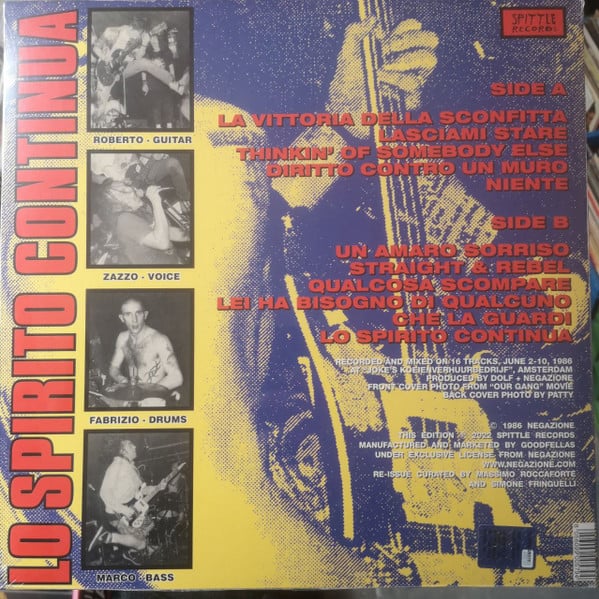 LO SPIRITO CONTINUA
ROBERTO - GUITAR
ZAZZO - VOICE
FABRIZIO - DRUMS
MARCO - BASS
SPITTLE
RECORDS
SIDE A
LA VITTORIA DELLA SCONFITTA
LASCIAMI STARE
THINKIN' OF SOMEBODY ELSE
DIRITTO CONTRO UN MURO
NIENTE
SIDE B
UN AMARO SORRISO
STRAIGHT & REBEL
QUALCOSA SCOMPARE
LEI HA BISOGNO DI QUALCUNO
CHE LA GUARDI
LO SPIRITO CONTINUA
RECORDED AND MIXED ON 16 TRACKS, JUNE 2-10, 1986
AT "JOKE'S KOEIENVERHUURBEDRIJF", AMSTERDAM
PRODUCED BY DOLF + NEGAZIONE
FRONT COVER PHOTO FROM "OUR GANG" MOVIE
BACK COVER PHOTO BY PATTY
© 1986 NEGAZIONE
THIS EDITION 2022 SPITTLE RECORDS
MANUFACTURED AND MARKETED BY GOODFELLAS
UNDER EXCLUSIVE LICENSE FROM NEGAZIONE
WWW.NEGAZIONE.COM
RE-ISSUE CURATED BY MASSIMO ROCCAFORTE
AND SIMONE FRINGUELLI